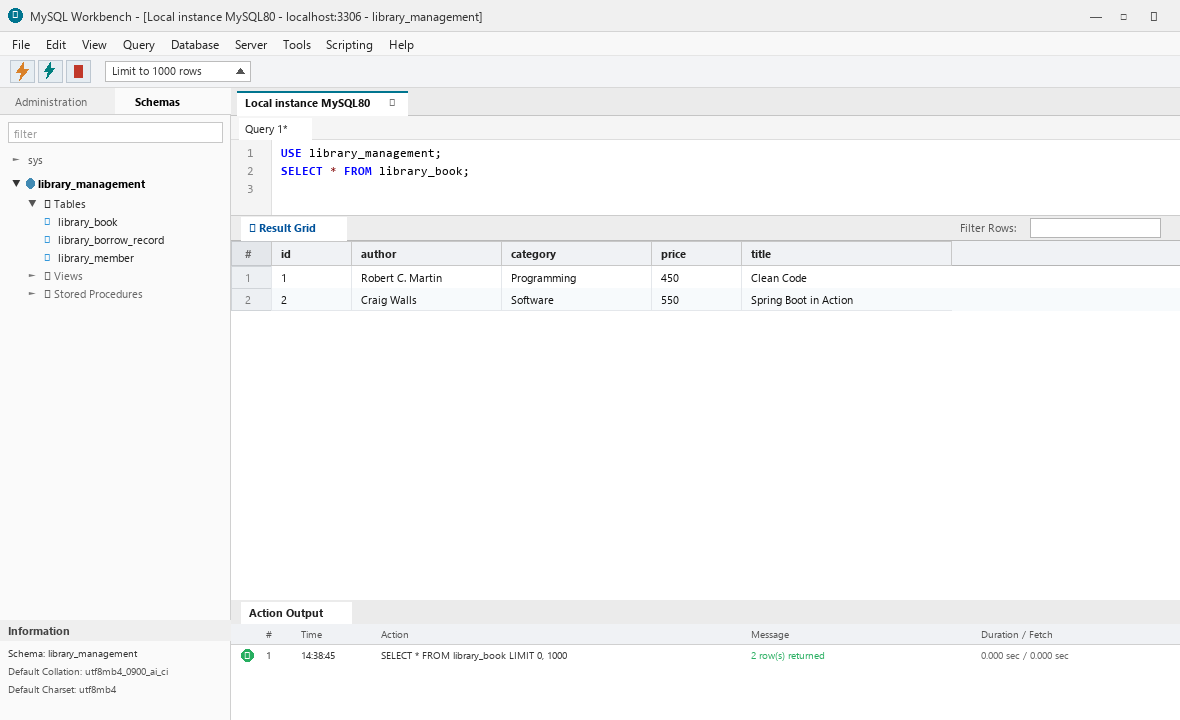 MySQL Workbench - [Local instance MySQL80 - localhost:3306 - library_management]
File Edit View Query Database Server Tools Scripting Help
Limit to 1000 rows
Administration Schemas
filter
sys
library_management
Tables
library_book
library_borrow_record
library_member
Views
Stored Procedures
Information
Schema: library_management
Default Collation: utf8mb4_0900_ai_ci
Default Charset: utf8mb4
Local instance MySQL80
Query 1*
1 USE library_management;
2 SELECT * FROM library_book;
3
Result Grid Filter Rows:
# id author category price title
1 1 Robert C. Martin Programming 450 Clean Code
2 2 Craig Walls Software 550 Spring Boot in Action
Action Output
# Time Action Message Duration / Fetch
1 14:38:45 SELECT * FROM library_book LIMIT 0, 1000 2 row(s) returned 0.000 sec / 0.000 sec